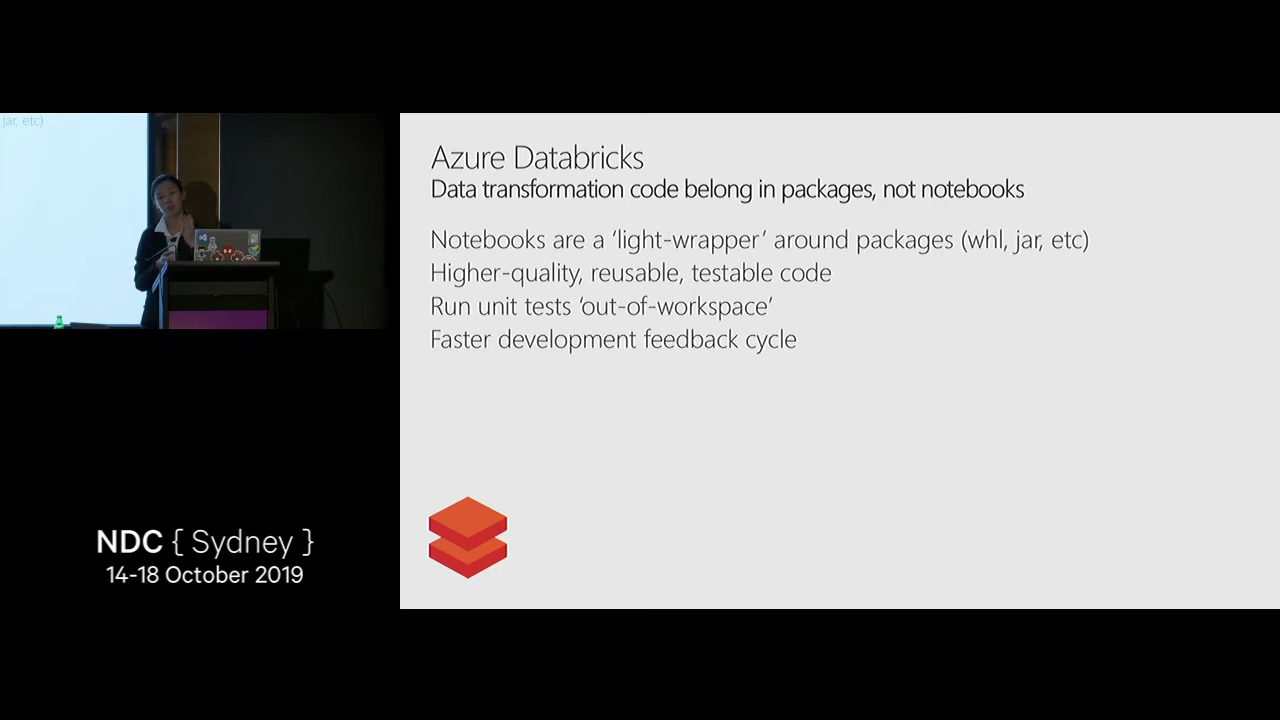 jar, etc)
Azure Databricks
Data transformation code belong in packages, not notebooks
Notebooks are a ‘light-wrapper’ around packages (whl, jar, etc)
Higher-quality, reusable, testable code
Run unit tests ‘out-of-workspace’
Faster development feedback cycle
NDC { Sydney }
14-18 October 2019